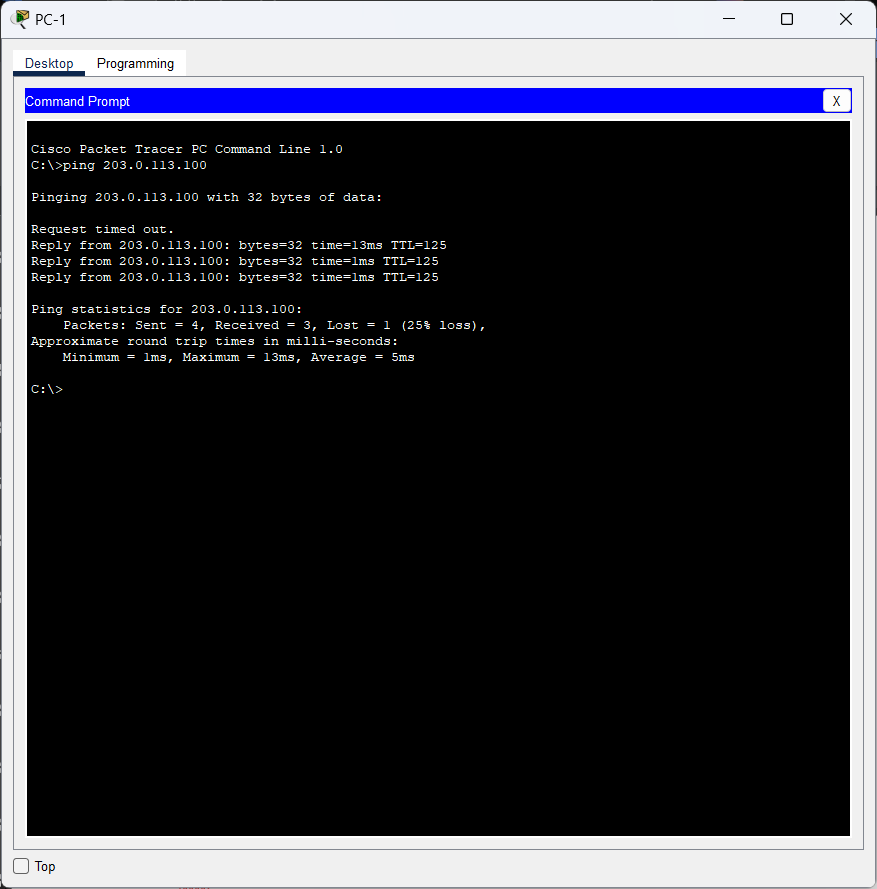 PC-1
Desktop Programming
Command Prompt X
Cisco Packet Tracer PC Command Line 1.0
C:\>ping 203.0.113.100
Pinging 203.0.113.100 with 32 bytes of data:
Request timed out.
Reply from 203.0.113.100: bytes=32 time=13ms TTL=125
Reply from 203.0.113.100: bytes=32 time=1ms TTL=125
Reply from 203.0.113.100: bytes=32 time=1ms TTL=125
Ping statistics for 203.0.113.100:
Packets: Sent = 4, Received = 3, Lost = 1 (25% loss),
Approximate round trip times in milli-seconds:
Minimum = 1ms, Maximum = 13ms, Average = 5ms
C:\>
Top